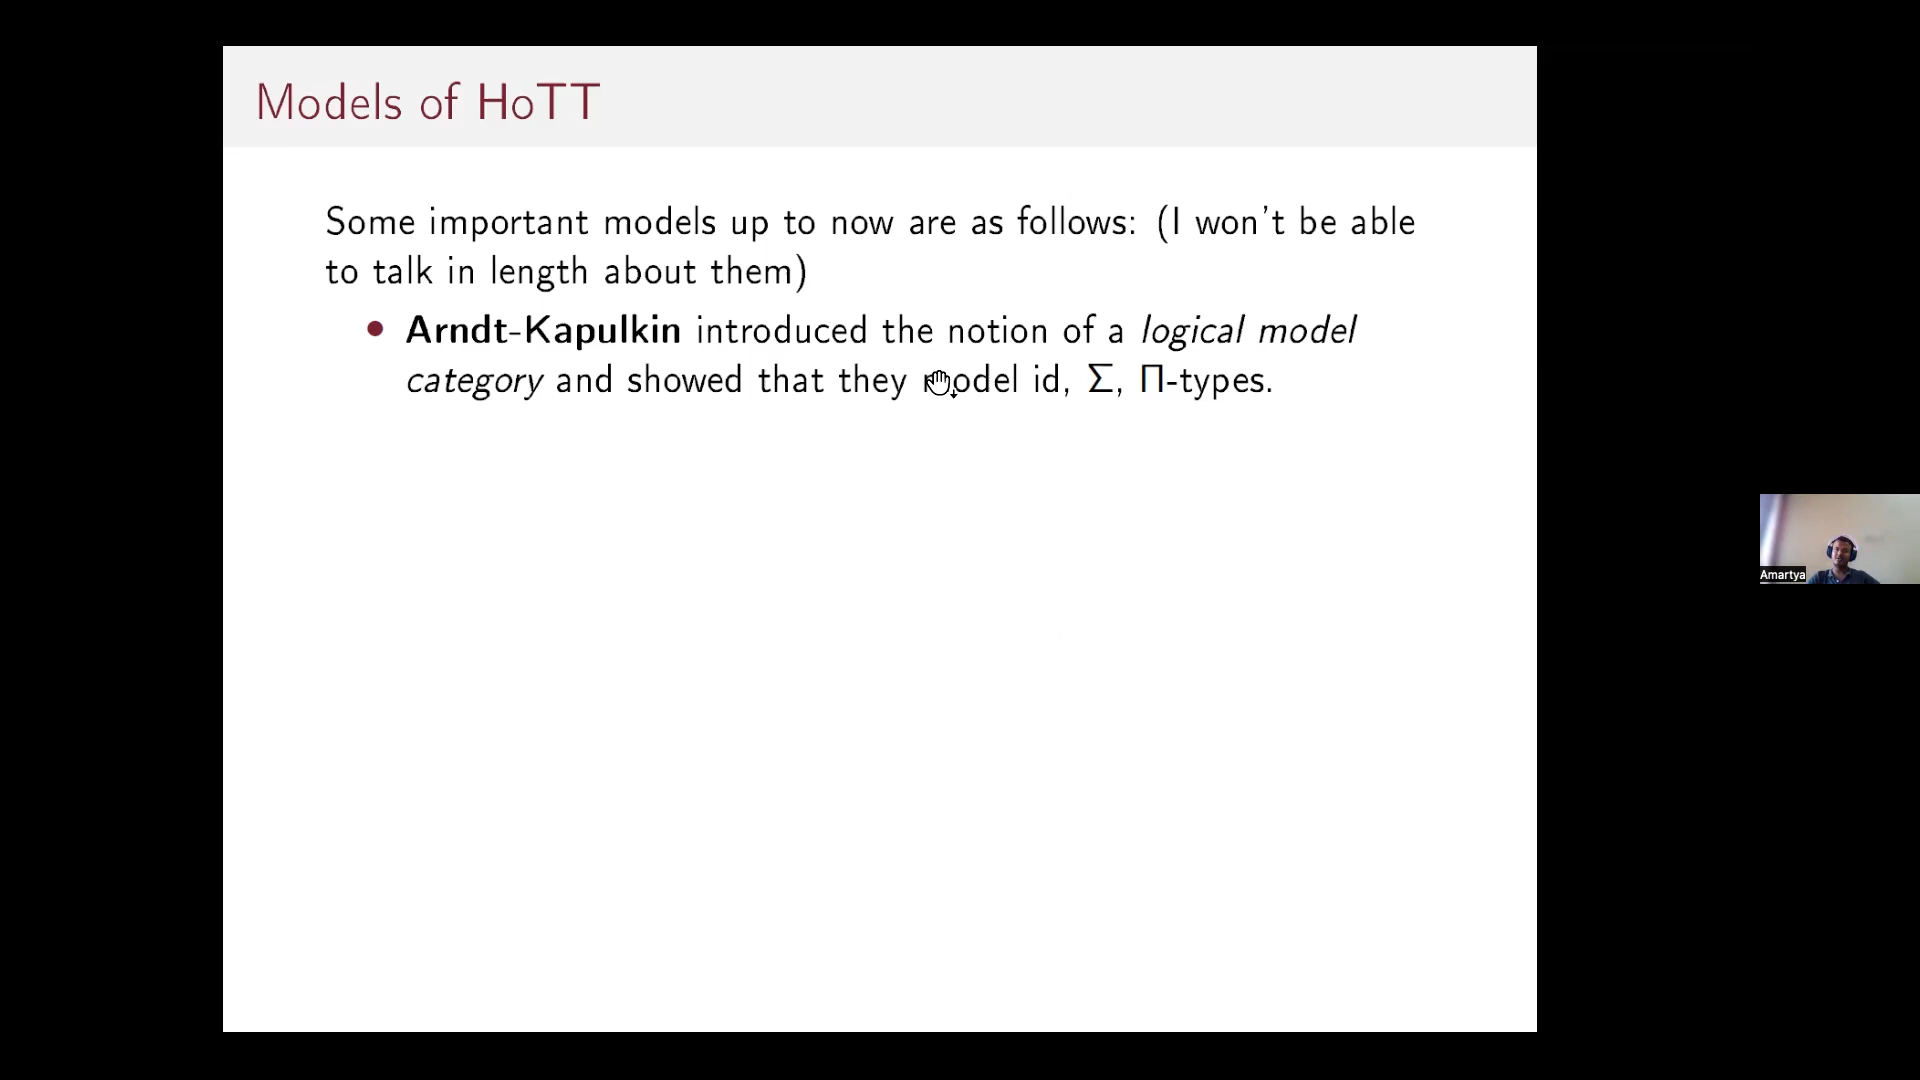 Models of HoTT
Some important models up to now are as follows: (I won't be able
to talk in length about them)
• Arndt-Kapulkin introduced the notion of a logical model
category and showed that they model id, Σ, Π-types.
Amartya